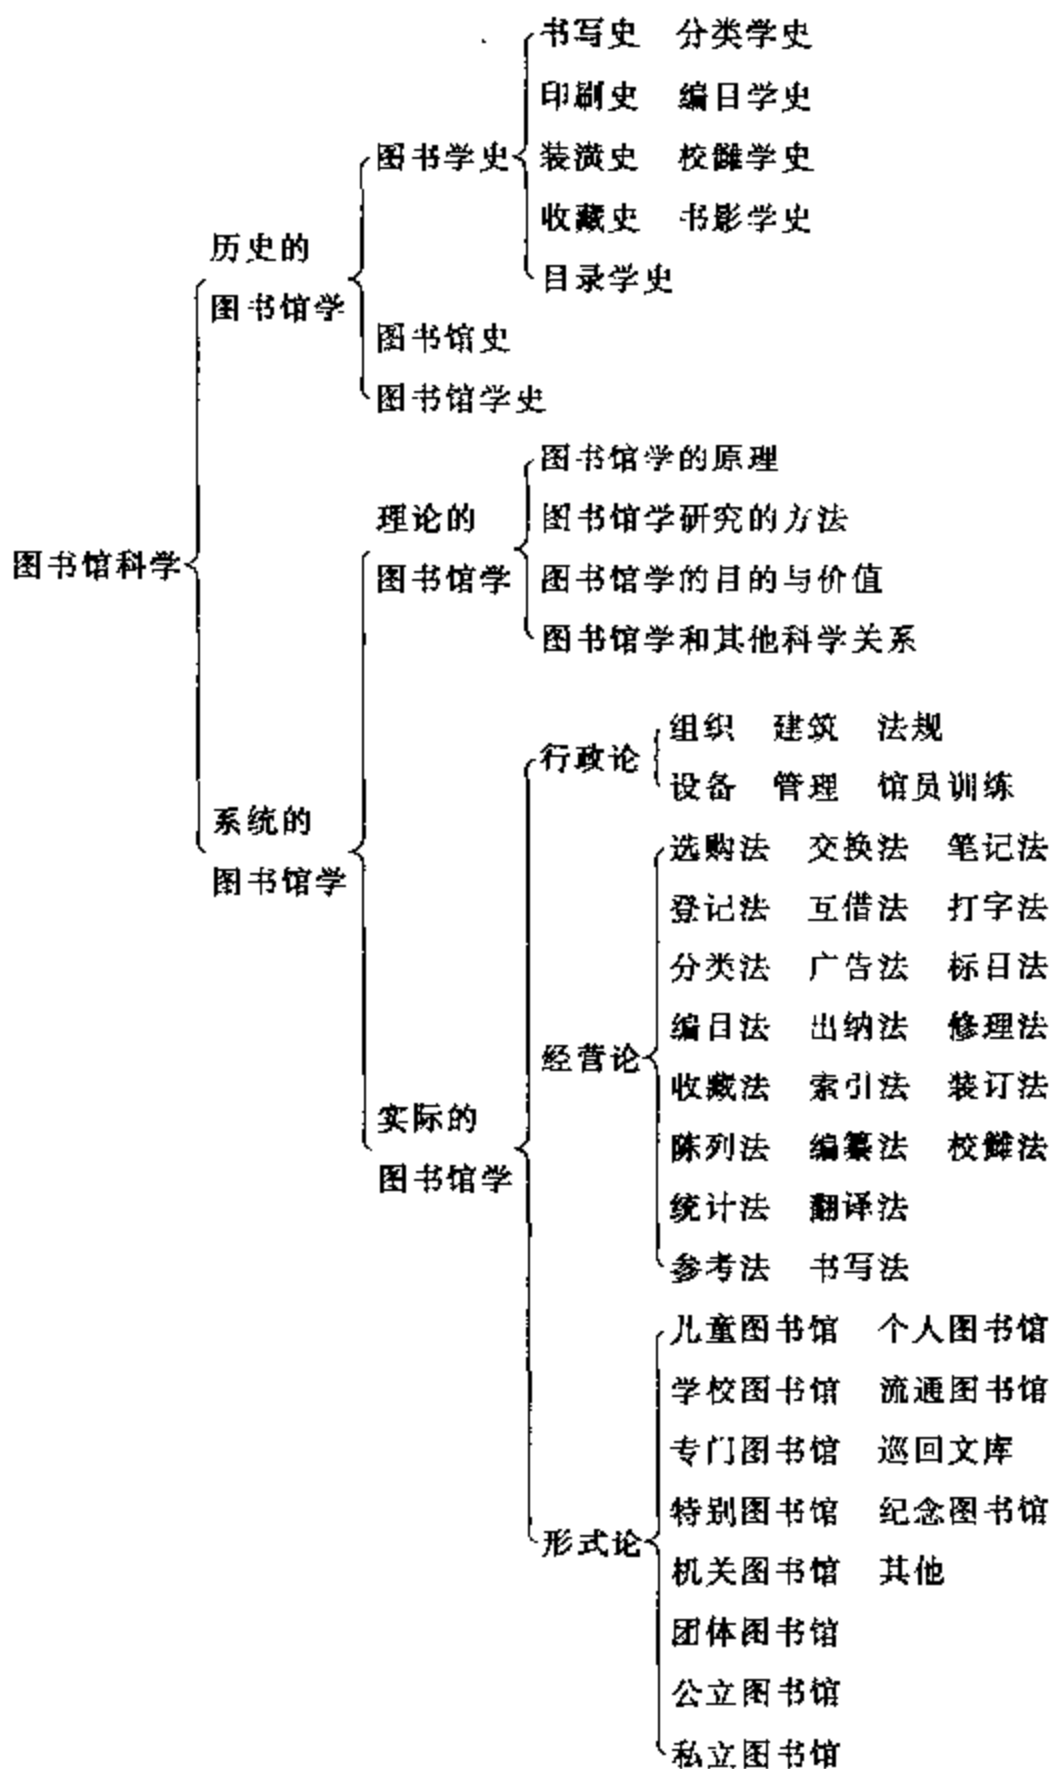 书写史 分类学史
印刷史 编目学史
图书学史 装潢史 校雠学史
收藏史 书影学史
历史的
目录学史
图书馆学
图书馆史
图书馆学史
图书馆学的原理
理论的 图书馆学研究的方法
图书馆科学
图书馆学 图书馆学的目的与价值
图书馆学和其他科学关系
组织 建筑 法规
行政论
设备 管理 馆员训练
系统的
选购法 交换法 笔记法
图书馆学
登记法 互借法 打字法
分类法 广告法 标目法
编目法 出纳法 修理法
经营论
收藏法 索引法 装订法
实际的
陈列法 编纂法 校雠法
图书馆学
统计法 翻译法
参考法 书写法
儿童图书馆 个人图书馆
学校图书馆 流通图书馆
专门图书馆 巡回文库
特别图书馆 纪念图书馆
形式论
机关图书馆 其他
团体图书馆
公立图书馆
私立图书馆